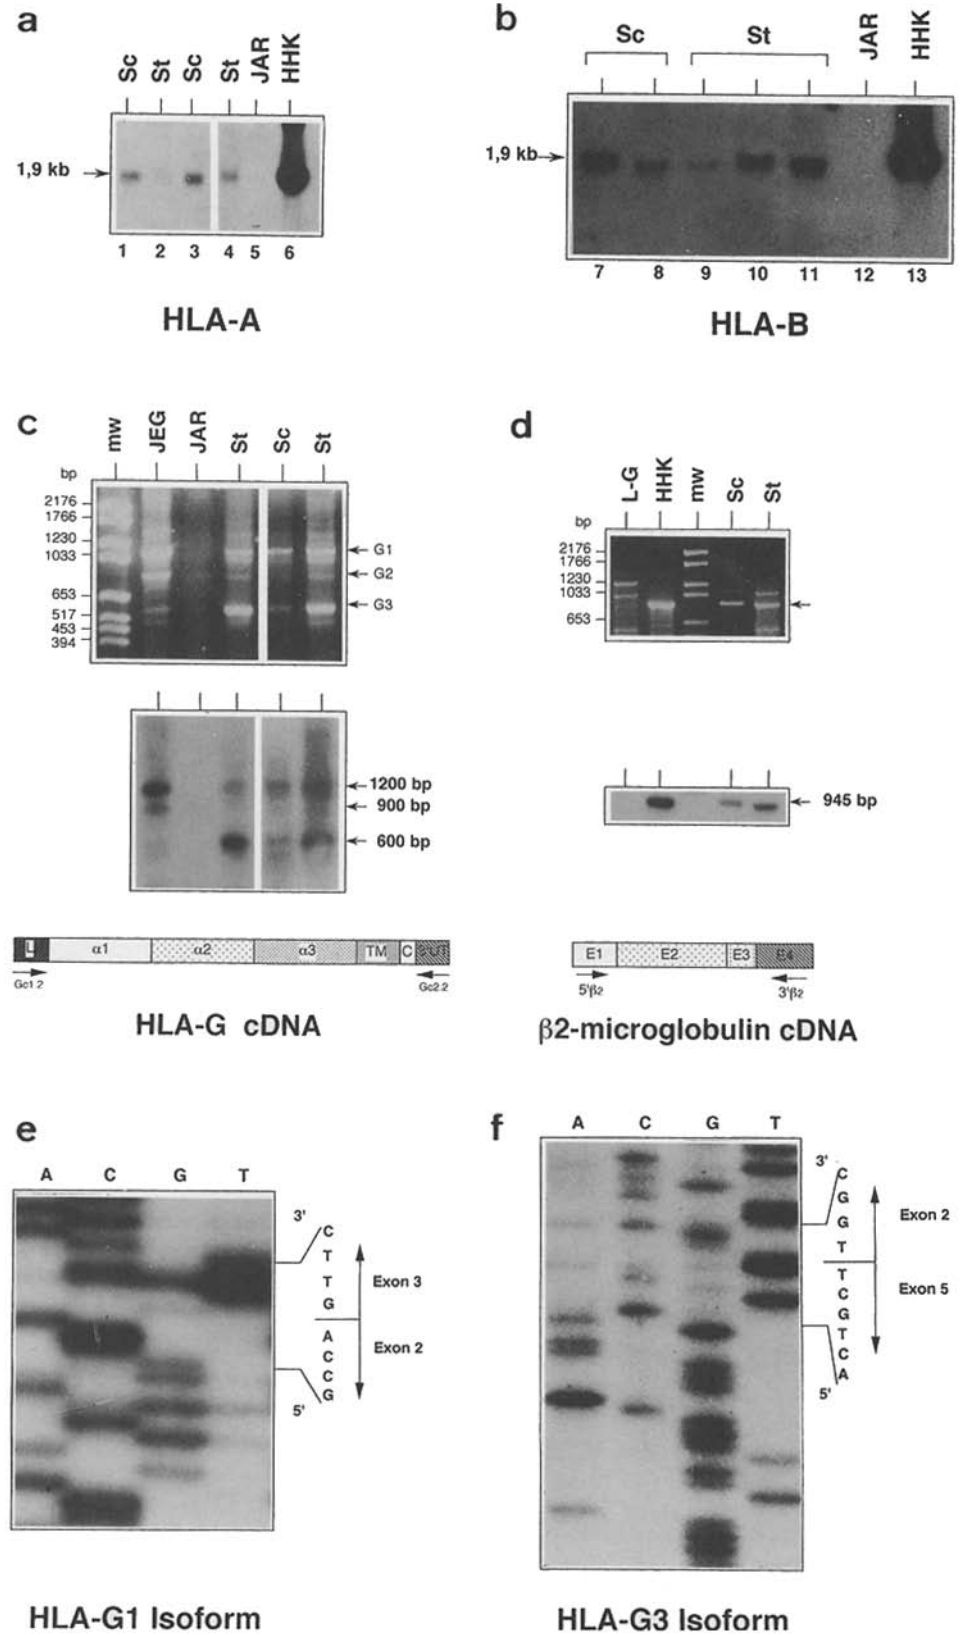 a
Sc St Sc St JAR HHK
1,9 kb
1 2 3 4 5 6
HLA-A
b
Sc St JAR HHK
1,9 kb
7 8 9 10 11 12 13
HLA-B
c
mw JEG JAR St Sc St
bp
2176
1766
1230
1033
653
517
453
394
G1
G2
G3
1200 bp
900 bp
600 bp
L α1 α2 α3 TM C 3'UT
Gc1.2 Gc2.2
HLA-G cDNA
d
L-G HHK mw Sc St
bp
2176
1766
1230
1033
653
945 bp
E1 E2 E3 E4
5'β2 3'β2
β2-microglobulin cDNA
e
A C G T
3'
C
T
T
G
A
C
C
G
5'
Exon 3
Exon 2
HLA-G1 Isoform
f
A C G T
3'
C
G
G
T
T
C
G
T
C
A
5'
Exon 2
Exon 5
HLA-G3 Isoform